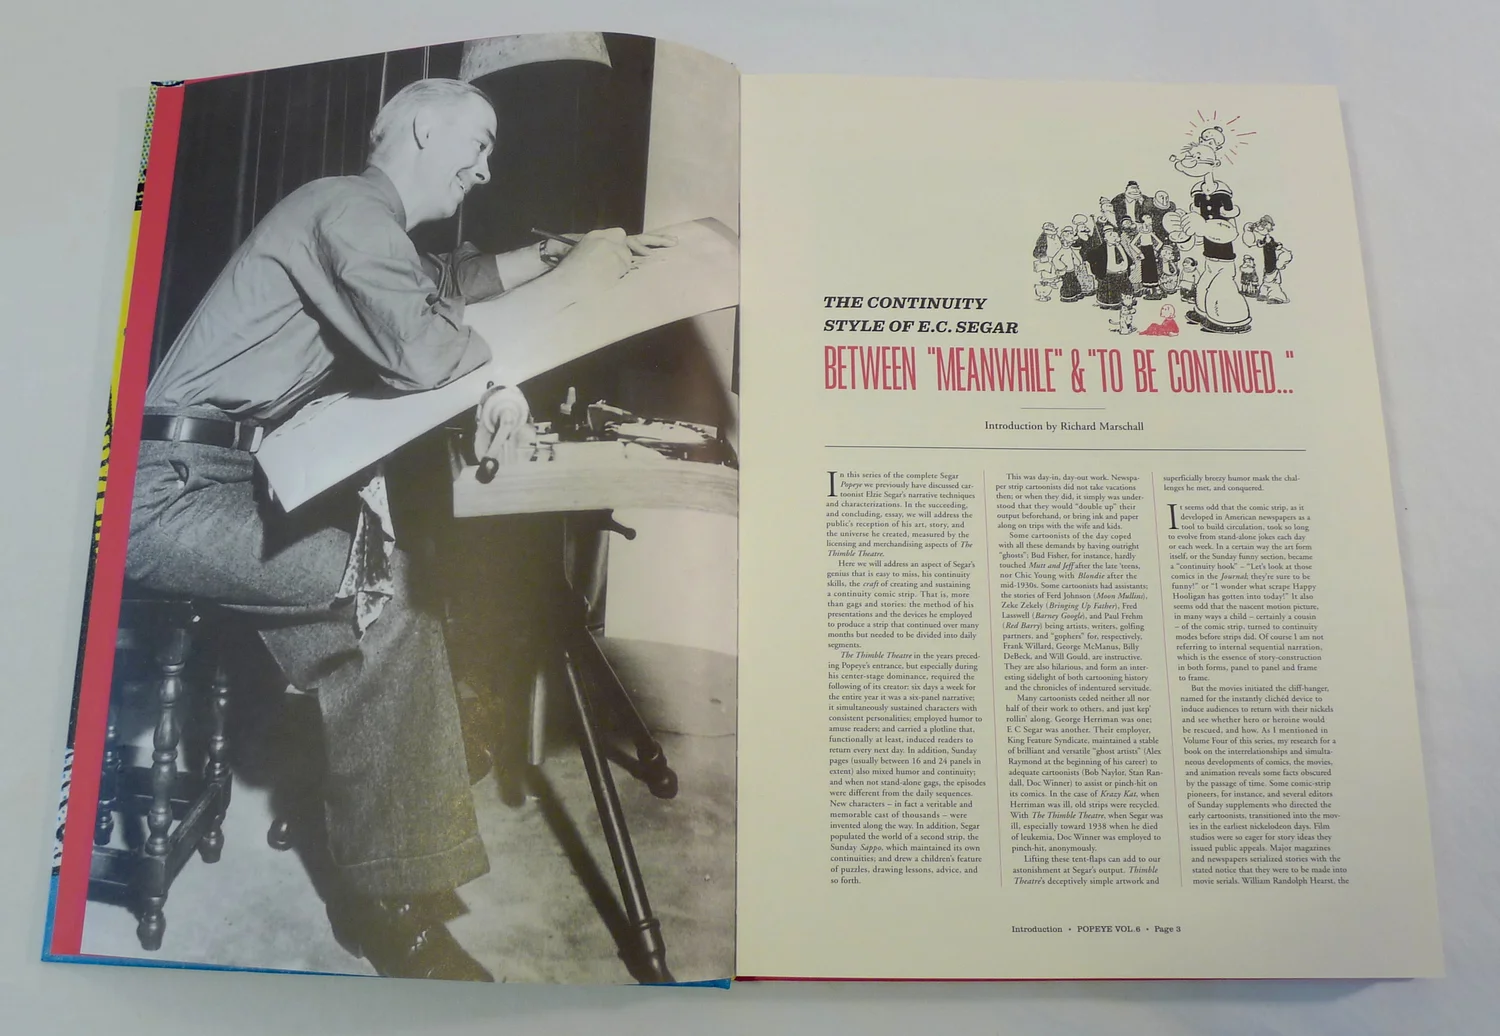 THE CONTINUITY
STYLE OF E.C. SEGAR
BETWEEN "MEANWHILE" & "TO BE CONTINUED..."
Introduction by Richard Marschall
In this series of the complete Segar
Popeye we previously have discussed car-
toonist Elzie Segar's narrative techniques
and characterizations. In the succeeding,
and concluding, essay, we will address the
public's reception of his art, story, and
the universe he created, measured by the
licensing and merchandising aspects of The
Thimble Theatre.
Here we will address an aspect of Segar's
genius that is easy to miss, his continuity
skills, the craft of creating and sustaining
a continuity comic strip. That is, more
than gags and stories: the method of his
presentations and the devices he employed
to produce a strip that continued over many
months but needed to be divided into daily
segments.
The Thimble Theatre in the years preced-
ing Popeye's entrance, but especially during
his center-stage dominance, required the
following of its creator: six days a week for
the entire year it was a six-panel narrative;
it simultaneously sustained characters with
consistent personalities; employed humor to
amuse readers; and carried a plotline that,
functionally at least, induced readers to
return every next day. In addition, Sunday
pages (usually between 16 and 24 panels in
extent) also mixed humor and continuity;
and when not stand-alone gags, the episodes
were different from the daily sequences.
New characters – in fact a veritable and
memorable cast of thousands – were
invented along the way. In addition, Segar
populated the world of a second strip, the
Sunday Sappo, which maintained its own
continuities; and drew a children's feature
of puzzles, drawing lessons, advice, and
so forth.
This was day-in, day-out work. Newspa-
per strip cartoonists did not take vacations
then; or when they did, it simply was under-
stood that they would "double up" their
output beforehand, or bring ink and paper
along on trips with the wife and kids.
Some cartoonists of the day coped
with all these demands by having outright
"ghosts"; Bud Fisher, for instance, hardly
touched Mutt and Jeff after the late 'teens,
nor Chic Young with Blondie after the
mid-1930s. Some cartoonists had assistants;
the stories of Ferd Johnson (Moon Mullins),
Zeke Zekely (Bringing Up Father), Fred
Lasswell (Barney Google), and Paul Frehm
(Red Barry) being artists, writers, golfing
partners, and "gophers" for, respectively,
Frank Willard, George McManus, Billy
DeBeck, and Will Gould, are instructive.
They are also hilarious, and form an inter-
esting sidelight of both cartooning history
and the chronicles of indentured servitude.
Many cartoonists ceded neither all nor
half of their work to others, and just kep'
rollin' along. George Herriman was one;
E C Segar was another. Their employer,
King Feature Syndicate, maintained a stable
of brilliant and versatile "ghost artists" (Alex
Raymond at the beginning of his career) to
adequate cartoonists (Bob Naylor, Stan Ran-
dall, Doc Winner) to assist or pinch-hit on
its comics. In the case of Krazy Kat, when
Herriman was ill, old strips were recycled.
With The Thimble Theatre, when Segar was
ill, especially toward 1938 when he died
of leukemia, Doc Winner was employed to
pinch-hit, anonymously.
Lifting these tent-flaps can add to our
astonishment at Segar's output. Thimble
Theatre's deceptively simple artwork and
superficially breezy humor mask the chal-
lenges he met, and conquered.
It seems odd that the comic strip, as it
developed in American newspapers as a
tool to build circulation, took so long
to evolve from stand-alone jokes each day
or each week. In a certain way the art form
itself, or the Sunday funny section, became
a "continuity hook" – "Let's look at those
comics in the Journal; they're sure to be
funny!" or "I wonder what scrape Happy
Hooligan has gotten into today!" It also
seems odd that the nascent motion picture,
in many ways a child – certainly a cousin
– of the comic strip, turned to continuity
modes before strips did. Of course I am not
referring to internal sequential narration,
which is the essence of story-construction
in both forms, panel to panel and frame
to frame.
But the movies initiated the cliff-hanger,
named for the instantly clichéd device to
induce audiences to return with their nickels
and see whether hero or heroine would
be rescued, and how. As I mentioned in
Volume Four of this series, my research for a
book on the interrelationships and simulta-
neous developments of comics, the movies,
and animation reveals some facts obscured
by the passage of time. Some comic-strip
pioneers, for instance, and several editors
of Sunday supplements who directed the
early cartoonists, transitioned into the mov-
ies in the earliest nickelodeon days. Film
studios were so eager for story ideas they
issued public appeals. Major magazines
and newspapers serialized stories with the
stated notice that they were to be made into
movie serials. William Randolph Hearst, the
Introduction • POPEYE VOL.6 • Page 3